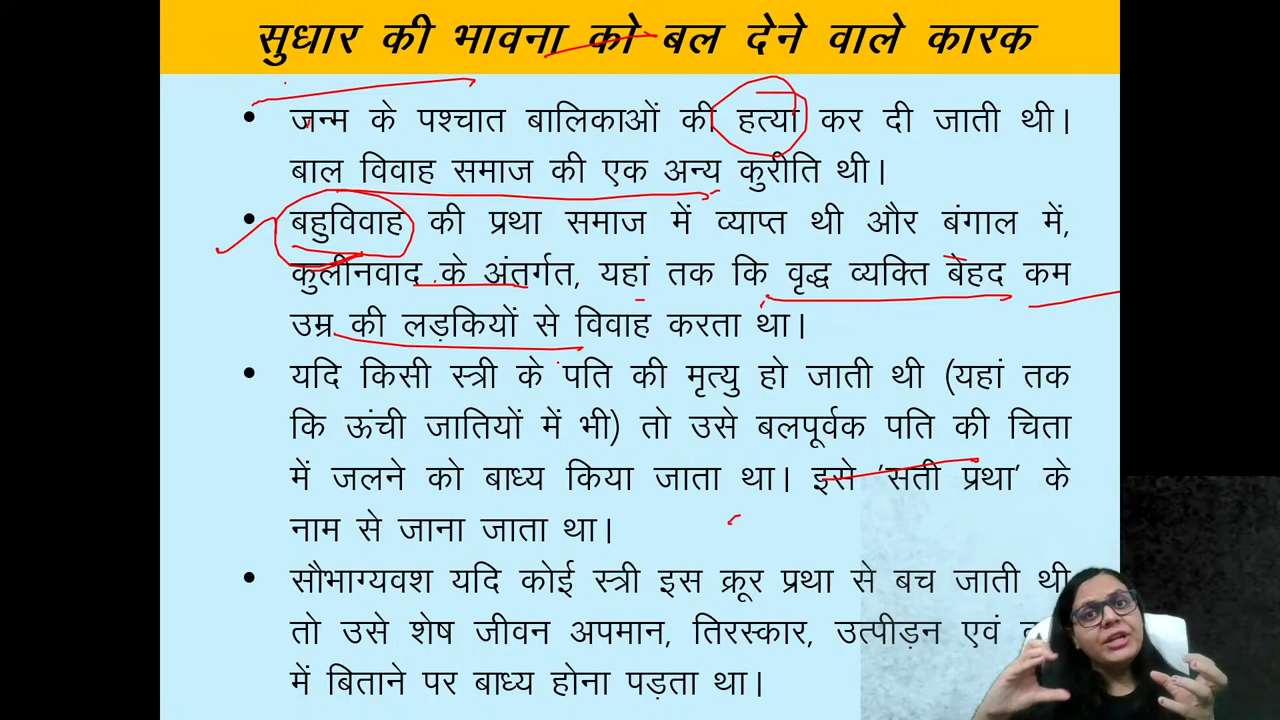 सुधार की भावना को बल देने वाले कारक
• जन्म के पश्चात बालिकाओं की हत्या कर दी जाती थी।
बाल विवाह समाज की एक अन्य कुरीति थी।
• बहुविवाह की प्रथा समाज में व्याप्त थी और बंगाल में,
कुलीनवाद के अंतर्गत, यहां तक कि वृद्ध व्यक्ति बेहद कम
उम्र की लड़कियों से विवाह करता था।
• यदि किसी स्त्री के पति की मृत्यु हो जाती थी (यहां तक
कि ऊंची जातियों में भी) तो उसे बलपूर्वक पति की चिता
में जलने को बाध्य किया जाता था। इसे 'सती प्रथा' के
नाम से जाना जाता था।
• सौभाग्यवश यदि कोई स्त्री इस क्रूर प्रथा से बच जाती थी
तो उसे शेष जीवन अपमान, तिरस्कार, उत्पीड़न एवं
में बिताने पर बाध्य होना पड़ता था।